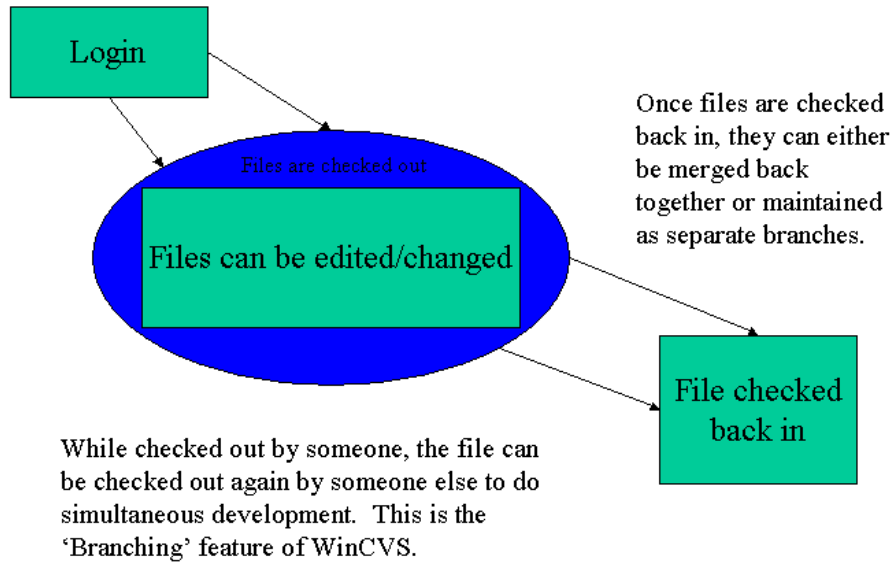 Login
Files are checked out
Files can be edited/changed
Once files are checked
back in, they can either
be merged back
together or maintained
as separate branches.
File checked
back in
While checked out by someone, the file can
be checked out again by someone else to do
simultaneous development.  This is the
‘Branching’ feature of WinCVS.